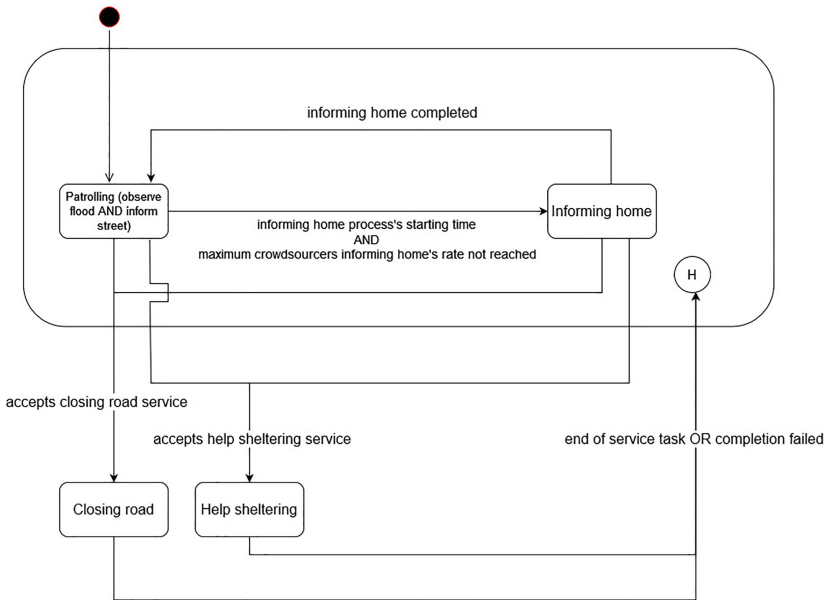 informing home completed
Patrolling (observe
flood AND inform
street)
Informing home
informing home process's starting time
AND
maximum crowdsourcers informing home's rate not reached
H
accepts closing road service
accepts help sheltering service
end of service task OR completion failed
Closing road
Help sheltering